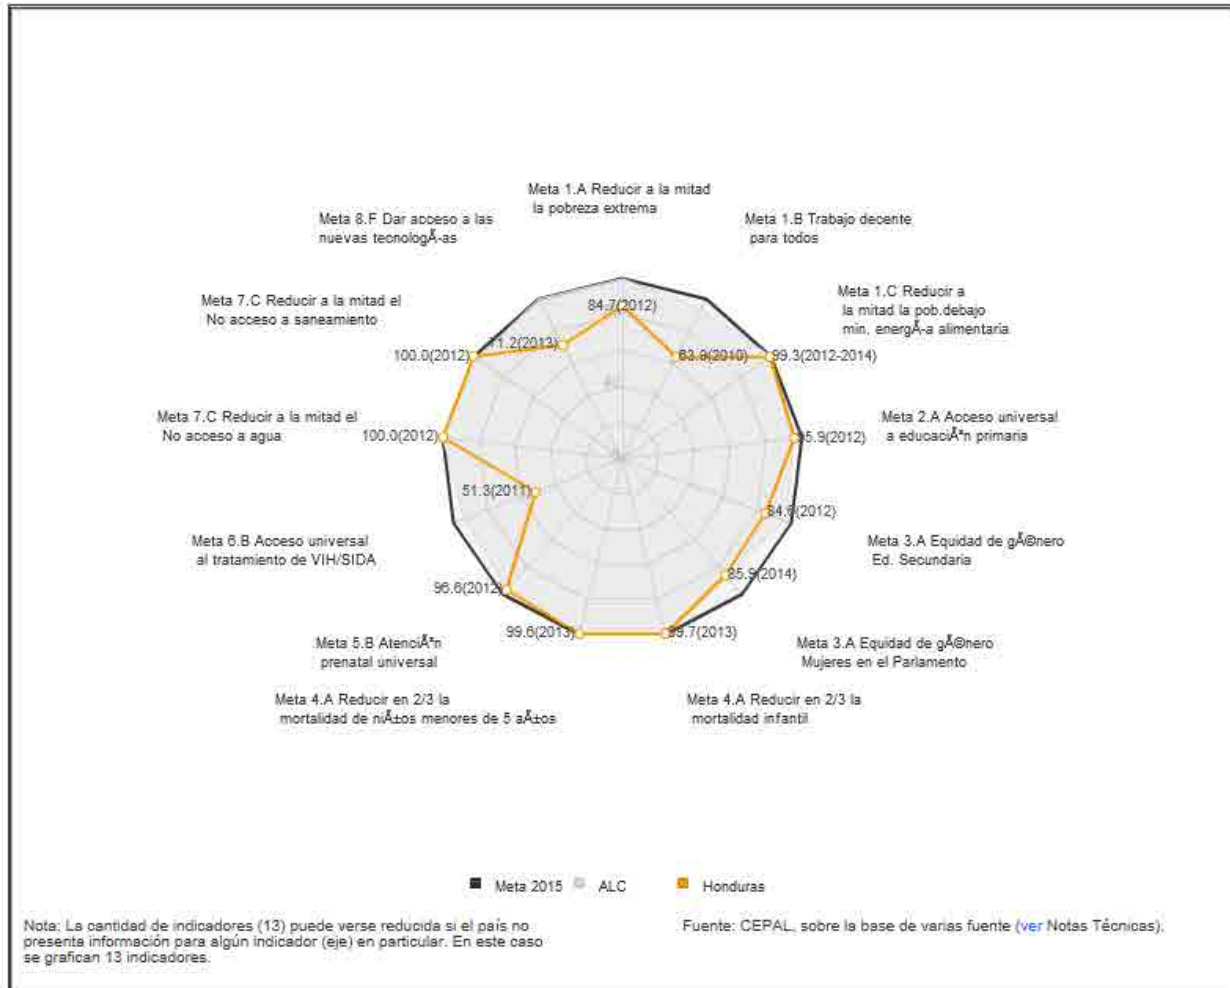 Meta 1.A Reducir a la mitad
la pobreza extrema
Meta 8.F Dar acceso a las
nuevas tecnologÃ-as
Meta 1.B Trabajo decente
para todos
Meta 7.C Reducir a la mitad el
No acceso a saneamiento
Meta 1.C Reducir a
la mitad la pob.debajo
min. energÃ-a alimentaria
84.7(2012)
71.2(2013)
63.9(2010)
100.0(2012)
99.3(2012-2014)
Meta 7.C Reducir a la mitad el
No acceso a agua
100.0(2012)
95.9(2012)
Meta 2.A Acceso universal
a educaciÃ³n primaria
51.3(2011)
84.6(2012)
Meta 6.B Acceso universal
al tratamiento de VIH/SIDA
Meta 3.A Equidad de gÃ©nero
Ed. Secundaria
96.6(2012)
85.9(2014)
99.6(2013)
99.7(2013)
Meta 5.B AtenciÃ³n
prenatal universal
Meta 3.A Equidad de gÃ©nero
Mujeres en el Parlamento
Meta 4.A Reducir en 2/3 la
mortalidad de niÃ±os menores de 5 aÃ±os
Meta 4.A Reducir en 2/3 la
mortalidad infantil
Meta 2015
ALC
Honduras
Nota: La cantidad de indicadores (13) puede verse reducida si el país no
presenta información para algún indicador (eje) en particular. En este caso
se grafican 13 indicadores.
Fuente: CEPAL, sobre la base de varias fuente (ver Notas Técnicas).